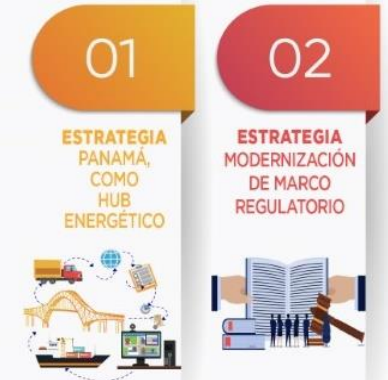 01
ESTRATEGIA
PANAMÁ,
COMO
HUB
ENERGÉTICO
02
ESTRATEGIA
MODERNIZACIÓN
DE MARCO
REGULATORIO